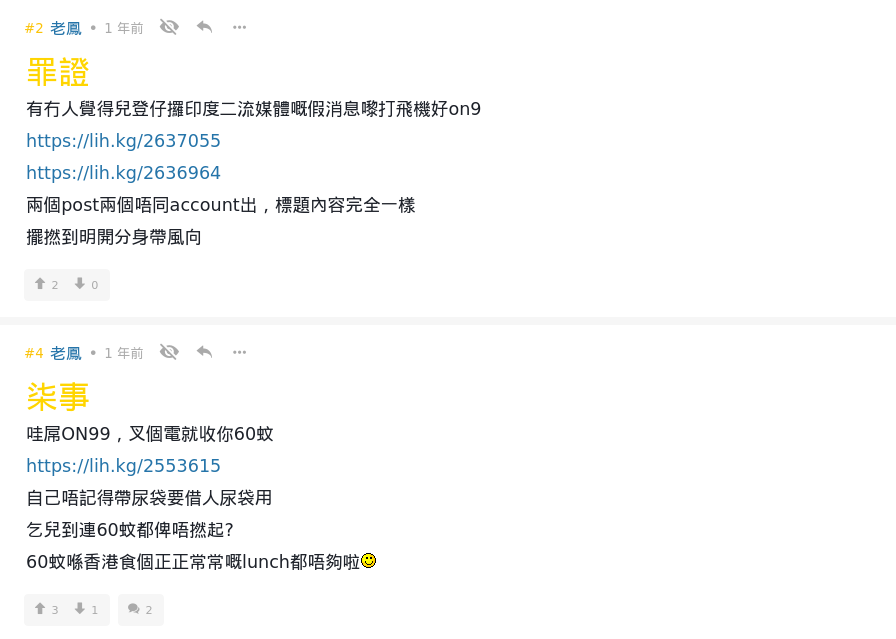 #2 老鳳 • 1 年前
罪證
有冇人覺得兒登仔攞印度二流媒體嘅假消息嚟打飛機好on9
https://lih.kg/2637055
https://lih.kg/2636964
兩個post兩個唔同account出，標題內容完全一樣
擺撚到明開分身帶風向
2 0
#4 老鳳 • 1 年前
柒事
哇屌ON99，叉個電就收你60蚊
https://lih.kg/2553615
自己唔記得帶尿袋要借人尿袋用
乞兒到連60蚊都俾唔撚起?
60蚊喺香港食個正正常常嘅lunch都唔夠啦
3 1 2